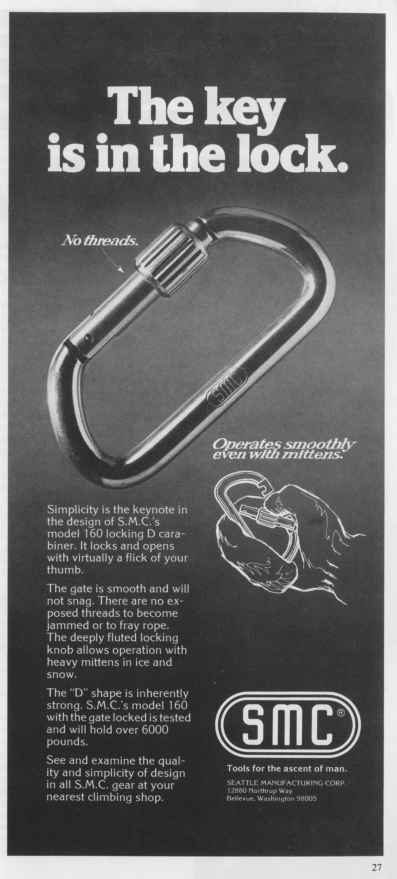 The key
is in the lock.
No threads.
SMC
Operates smoothly
even with mittens.
Simplicity is the keynote in
the design of S.M.C.'s
model 160 locking D cara-
biner. It locks and opens
with virtually a flick of your
thumb.
The gate is smooth and will
not snag. There are no ex-
posed threads to become
jammed or to fray rope.
The deeply fluted locking
knob allows operation with
heavy mittens in ice and
snow.
The "D" shape is inherently
strong. S.M.C.'s model 160
with the gate locked is tested
and will hold over 6000
pounds.
See and examine the qual-
ity and simplicity of design
in all S.M.C. gear at your
nearest climbing shop.
SMC®
Tools for the ascent of man.
SEATTLE MANUFACTURING CORP.
12880 Northrup Way
Bellevue, Washington 98005
27